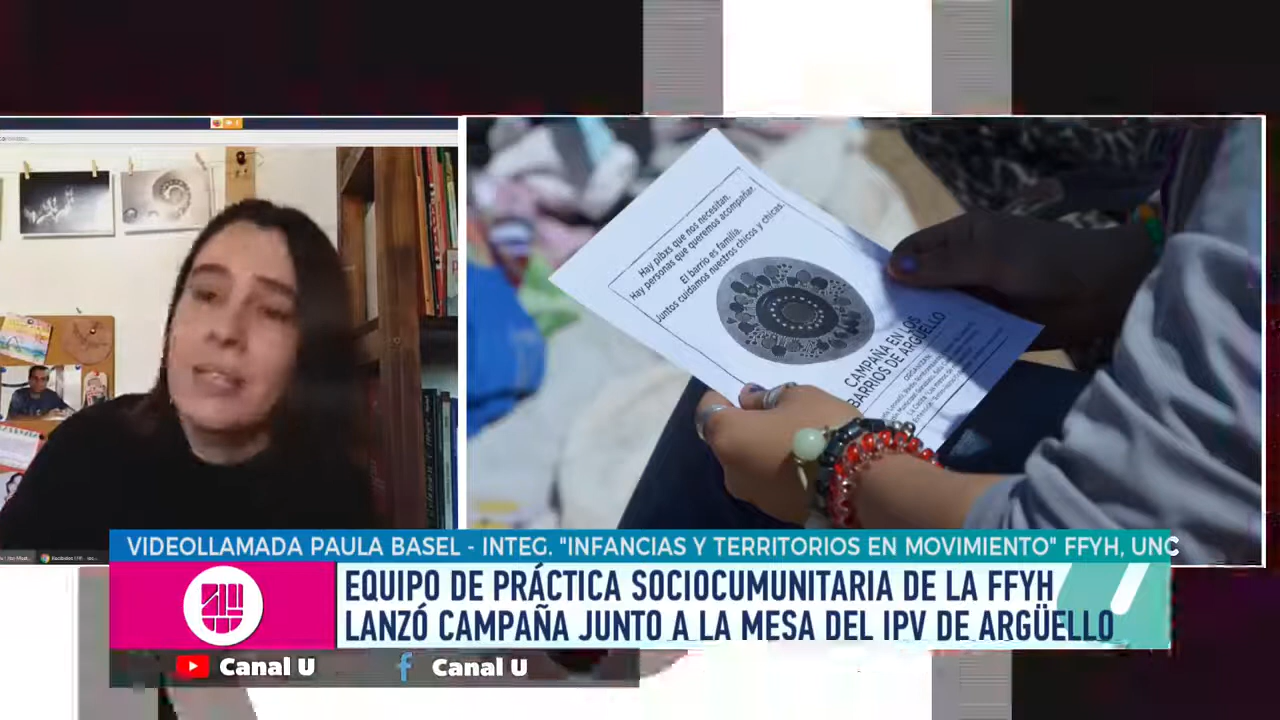 Hay pibxs que nos necesitan.
Hay personas que queremos acompañar.
El barrio es familia.
Juntos cuidamos nuestros chicos y chicas.
CAMPAÑA EN LOS
BARRIOS DE ARGÜELLO
ORGANIZAN:
VIDEOLLAMADA PAULA BASEL - INTEG. "INFANCIAS Y TERRITORIOS EN MOVIMIENTO" FFYH, UNC
EQUIPO DE PRÁCTICA SOCIOCUMUNITARIA DE LA FFYH
LANZÓ CAMPAÑA JUNTO A LA MESA DEL IPV DE ARGÜELLO
Canal U
Canal U